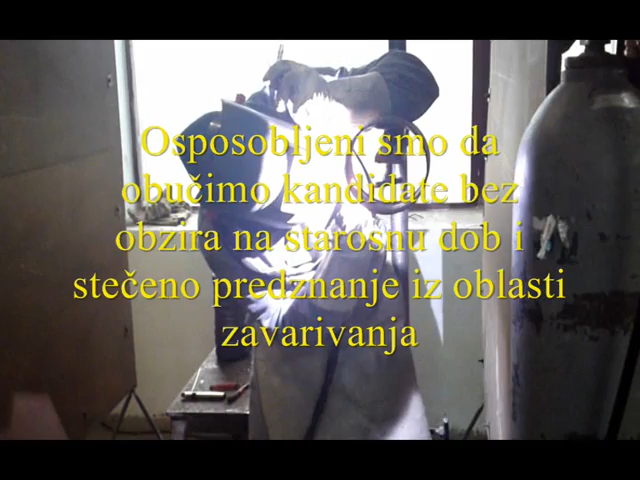 Osposobljeni smo da
obučimo kandidate bez
obzira na starosnu dob i
stečeno predznanje iz oblasti
zavarivanja